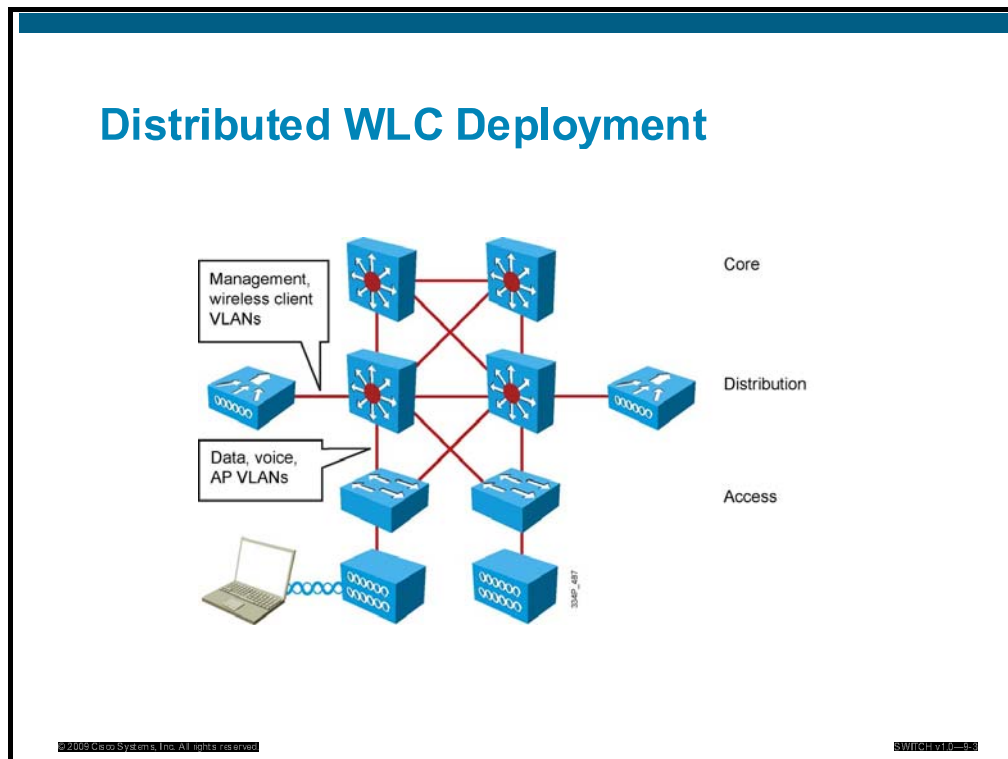 Distributed WLC Deployment
Management,
wireless client
VLANs
Core
Distribution
Data, voice,
AP VLANs
Access
334P_487
© 2009 Cisco Systems, Inc. All rights reserved.
SWITCH v1.0—9-3